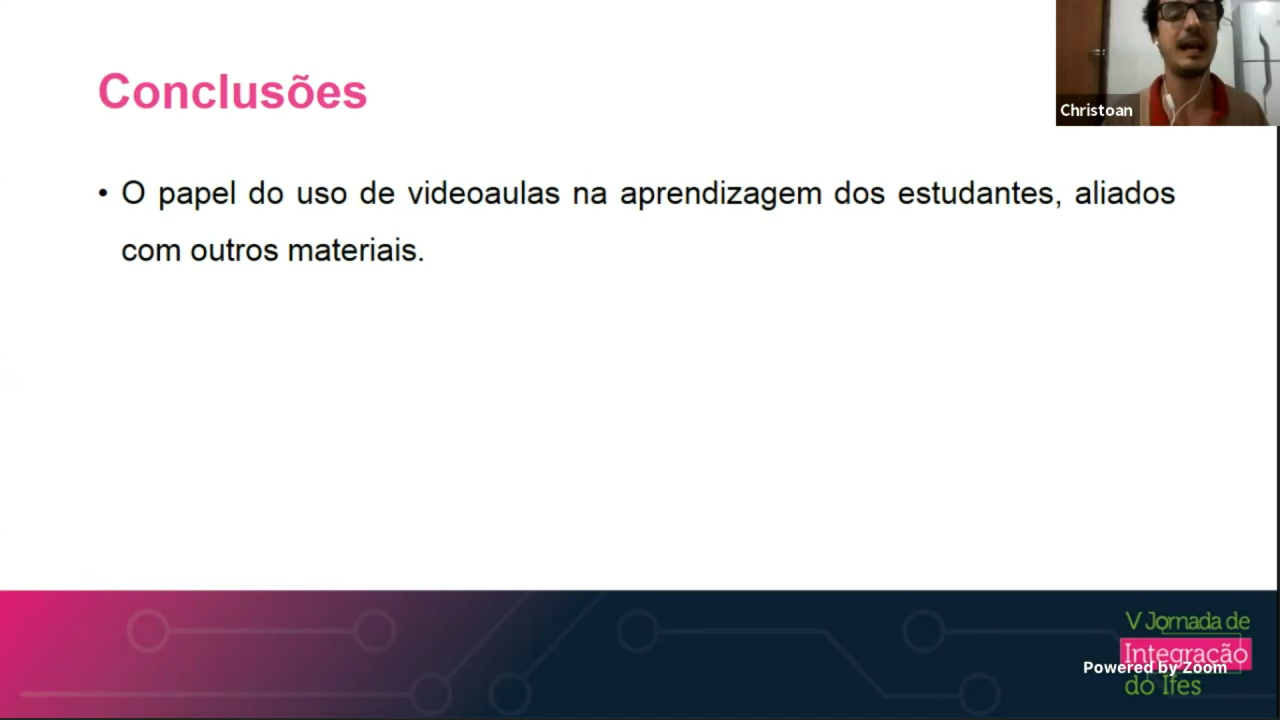 Conclusões
Christoan
• O papel do uso de videoaulas na aprendizagem dos estudantes, aliados
com outros materiais.
V Jornada de
Integração
Powered by Zoom
do Ifes